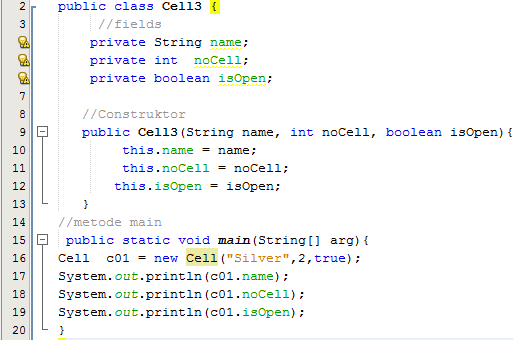 2 public class Cell3 {
3 //fields
private String name;
private int  noCell;
private boolean isOpen;
7
8 //Construktor
9 public Cell3(String name, int noCell, boolean isOpen){
10 this.name = name;
11 this.noCell = noCell;
12 this.isOpen = isOpen;
13 }
14 //metode main
15 public static void main(String[] arg){
16 Cell  c01 = new Cell("Silver",2,true);
17 System.out.println(c01.name);
18 System.out.println(c01.noCell);
19 System.out.println(c01.isOpen);
20 }